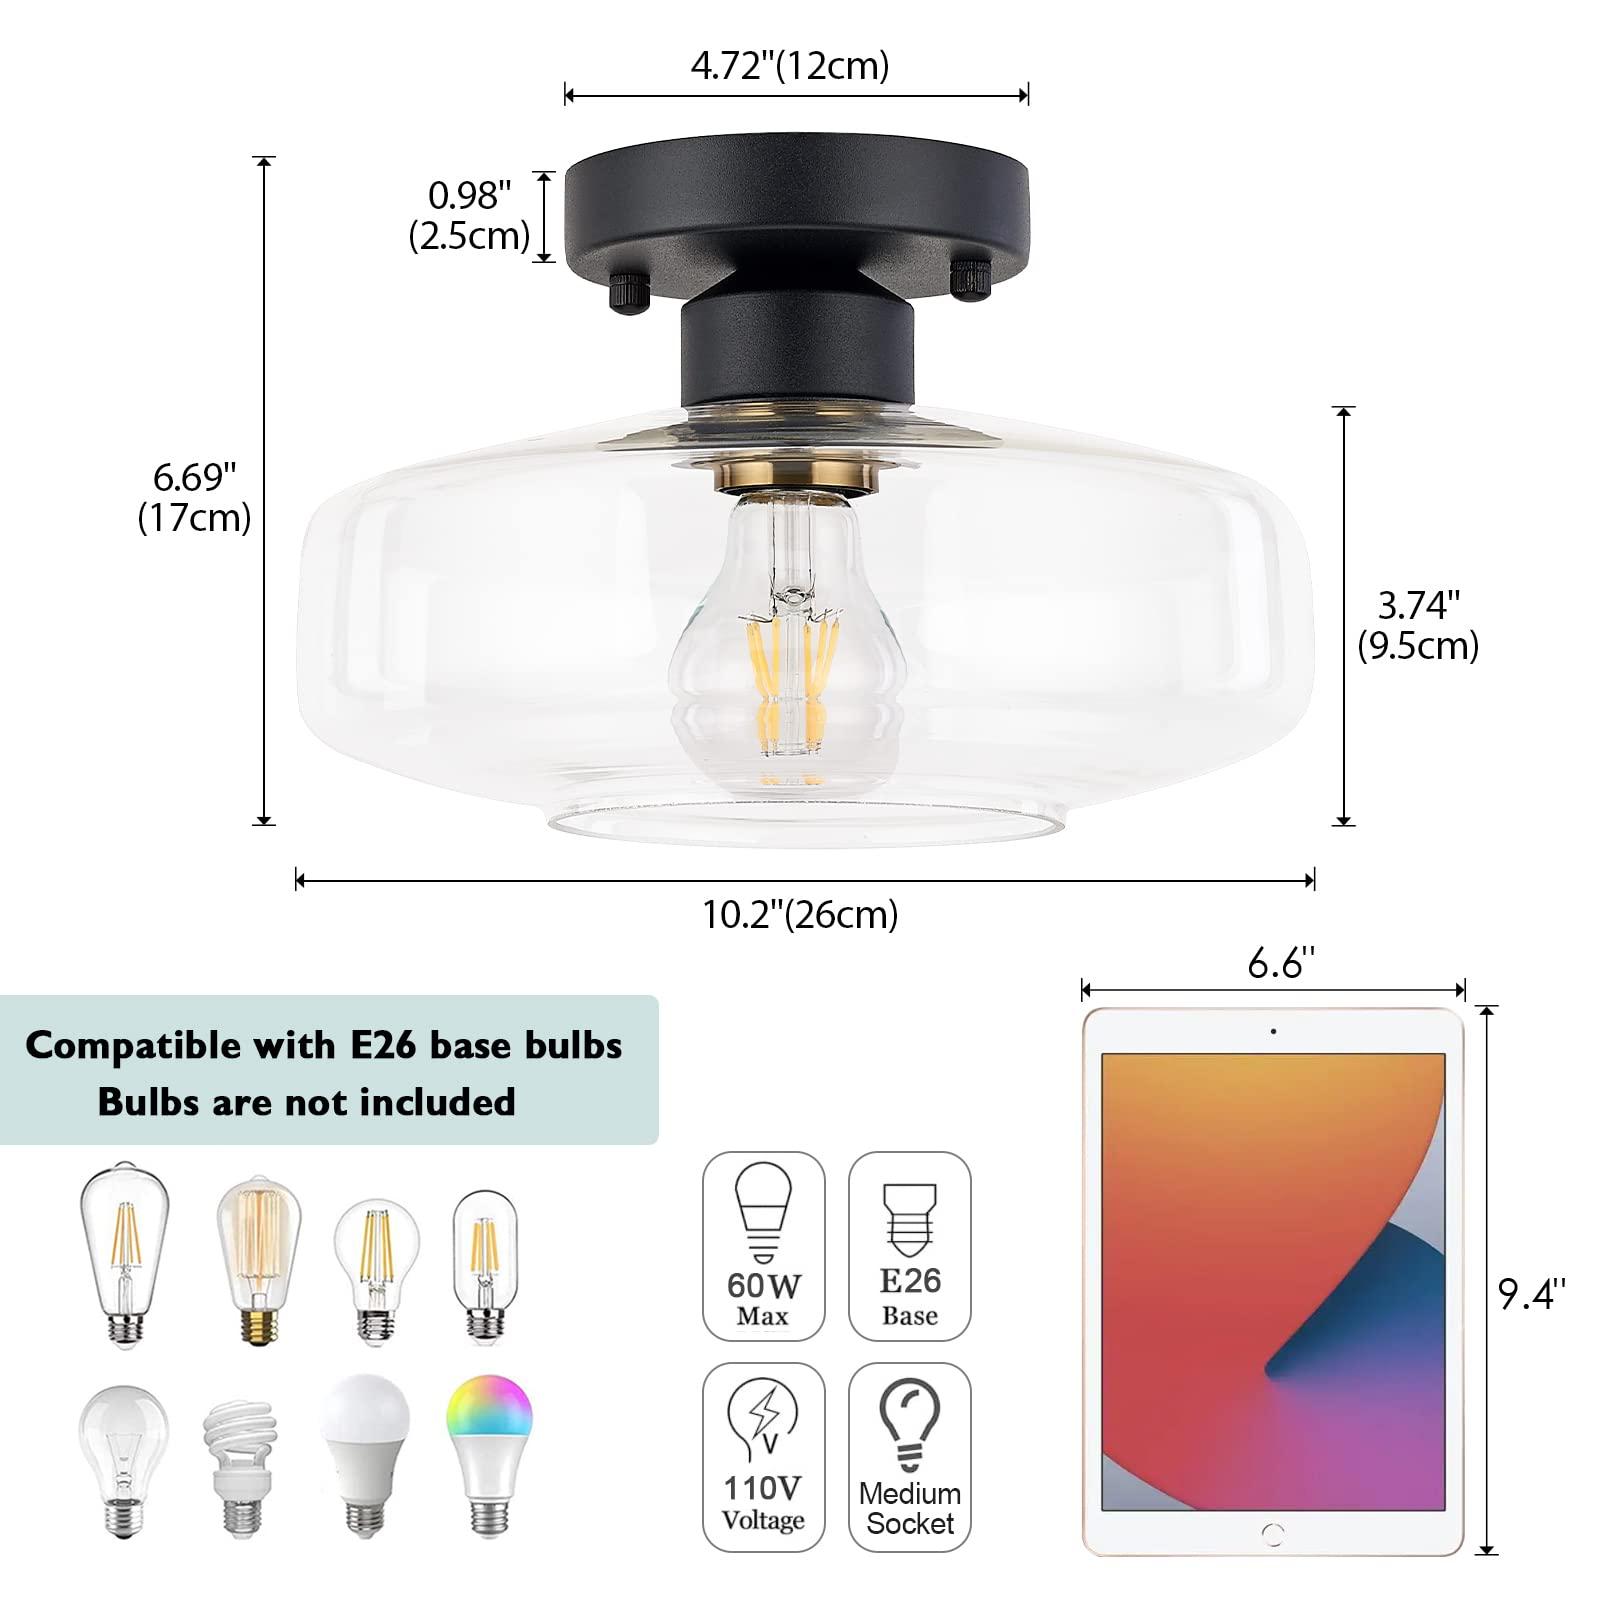 4.72"(12cm)
0.98"
(2.5cm)
6.69"
(17cm)
3.74"
(9.5cm)
10.2"(26cm)
6.6"
9.4"
Compatible with E26 base bulbs
Bulbs are not included
60W
Max
E26
Base
V
110V
Voltage
Medium
Socket